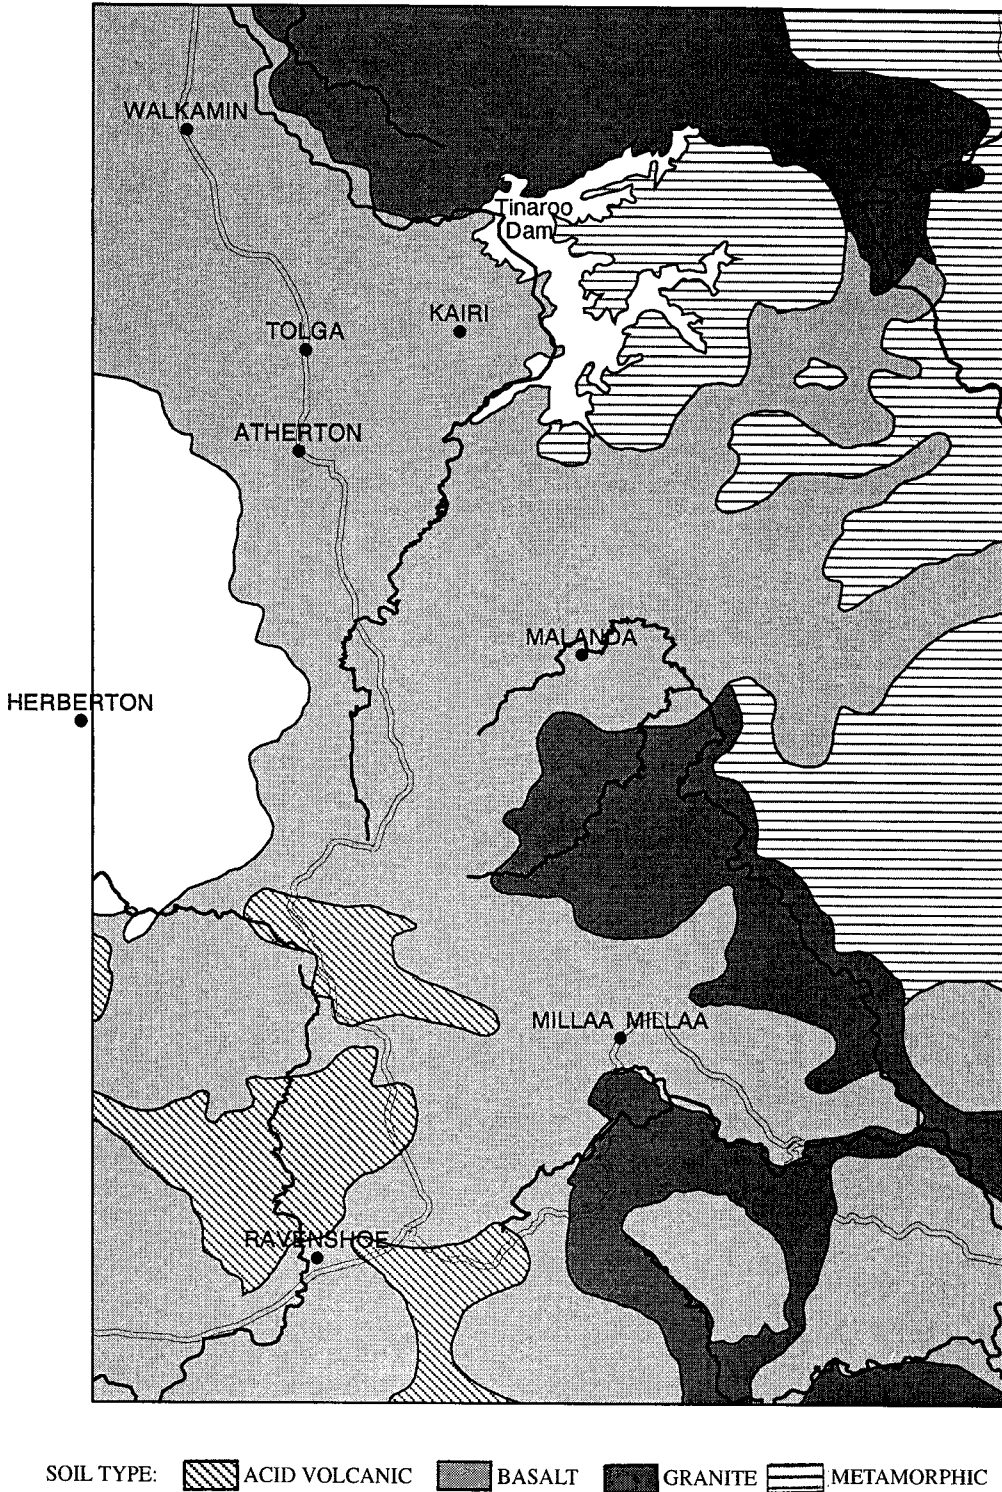 WALKAMIN
Tinaroo
Dam
KAIRI
TOLGA
ATHERTON
MALANDA
HERBERTON
MILLAA MILLAA
RAVENSHOE
SOIL TYPE: ACID VOLCANIC BASALT GRANITE METAMORPHIC